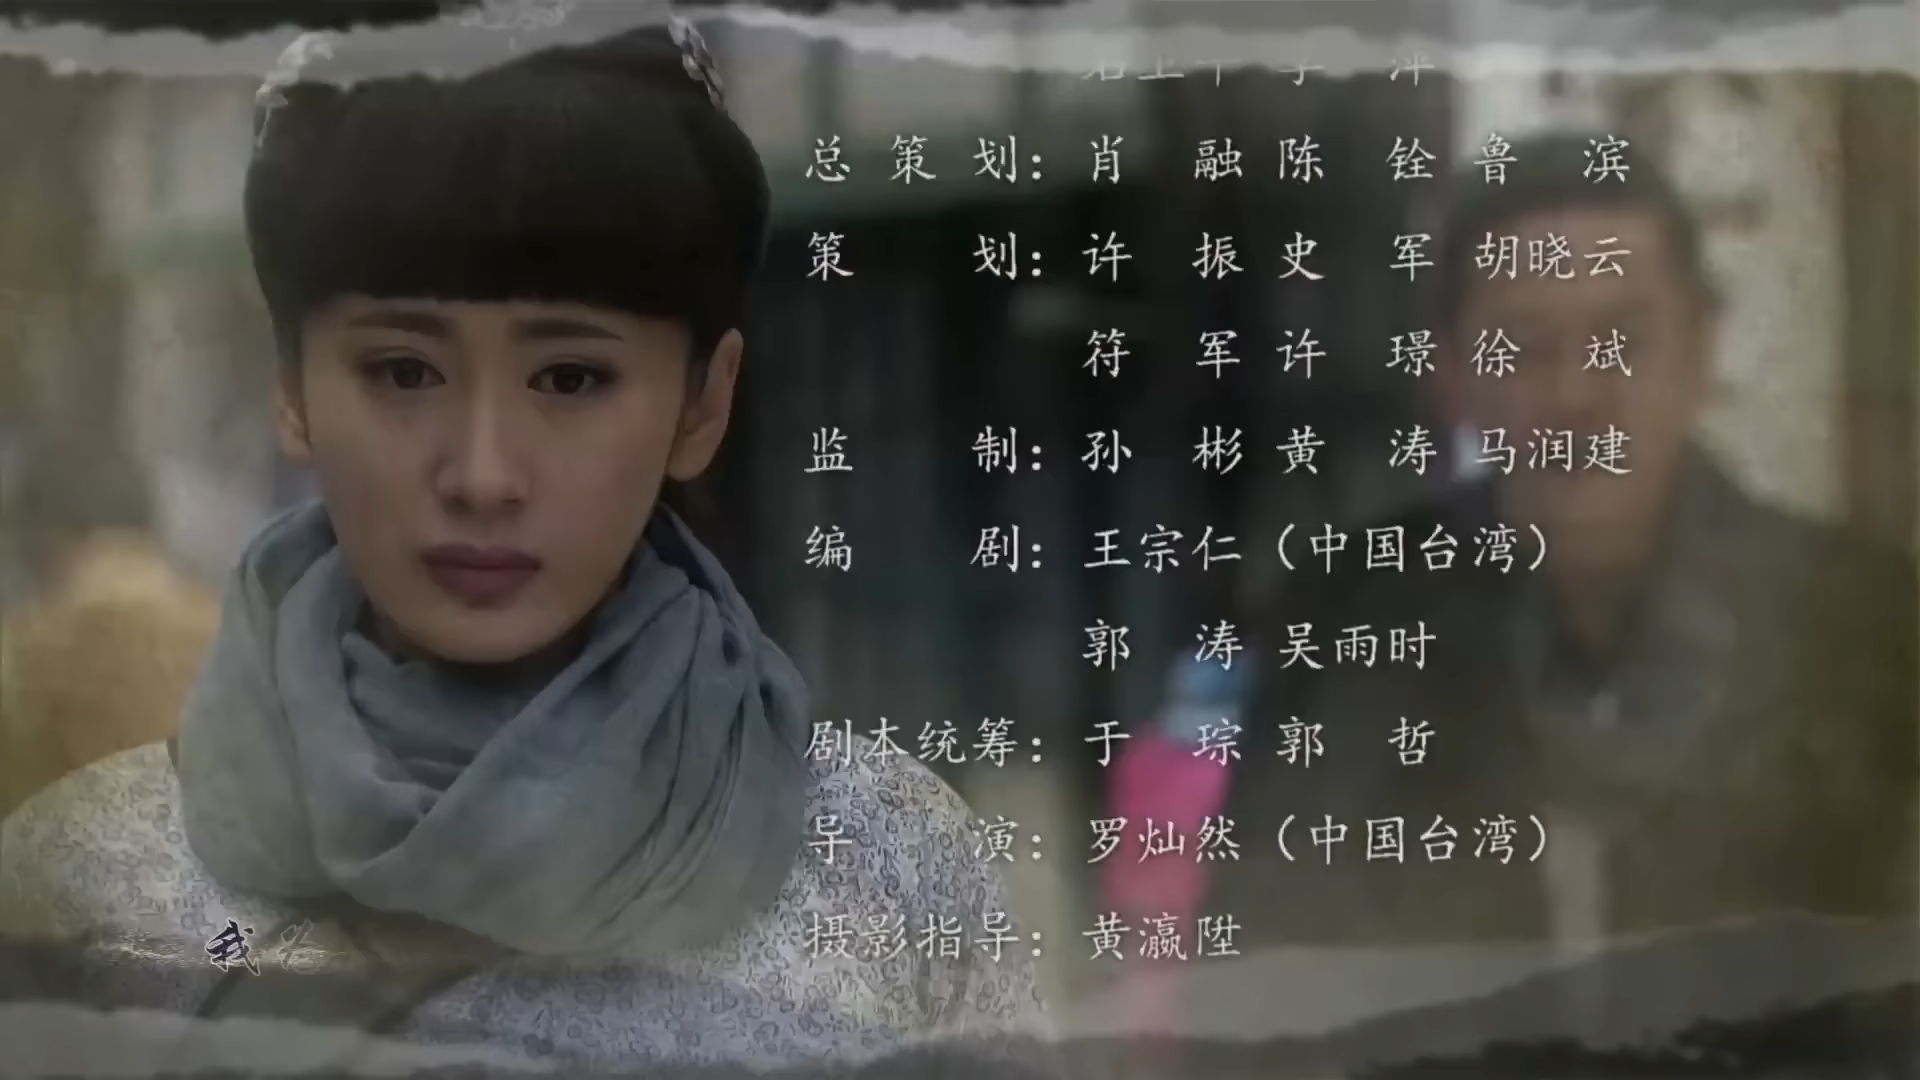 总策划：肖融 陈铨 鲁滨
策划：许振 史军 胡晓云
符军 许璟 徐斌
监制：孙彬 黄涛 马润建
编剧：王宗仁（中国台湾）
郭涛 吴雨时
剧本统筹：于琮 郭哲
导演：罗灿然（中国台湾）
摄影指导：黄瀛陞
我